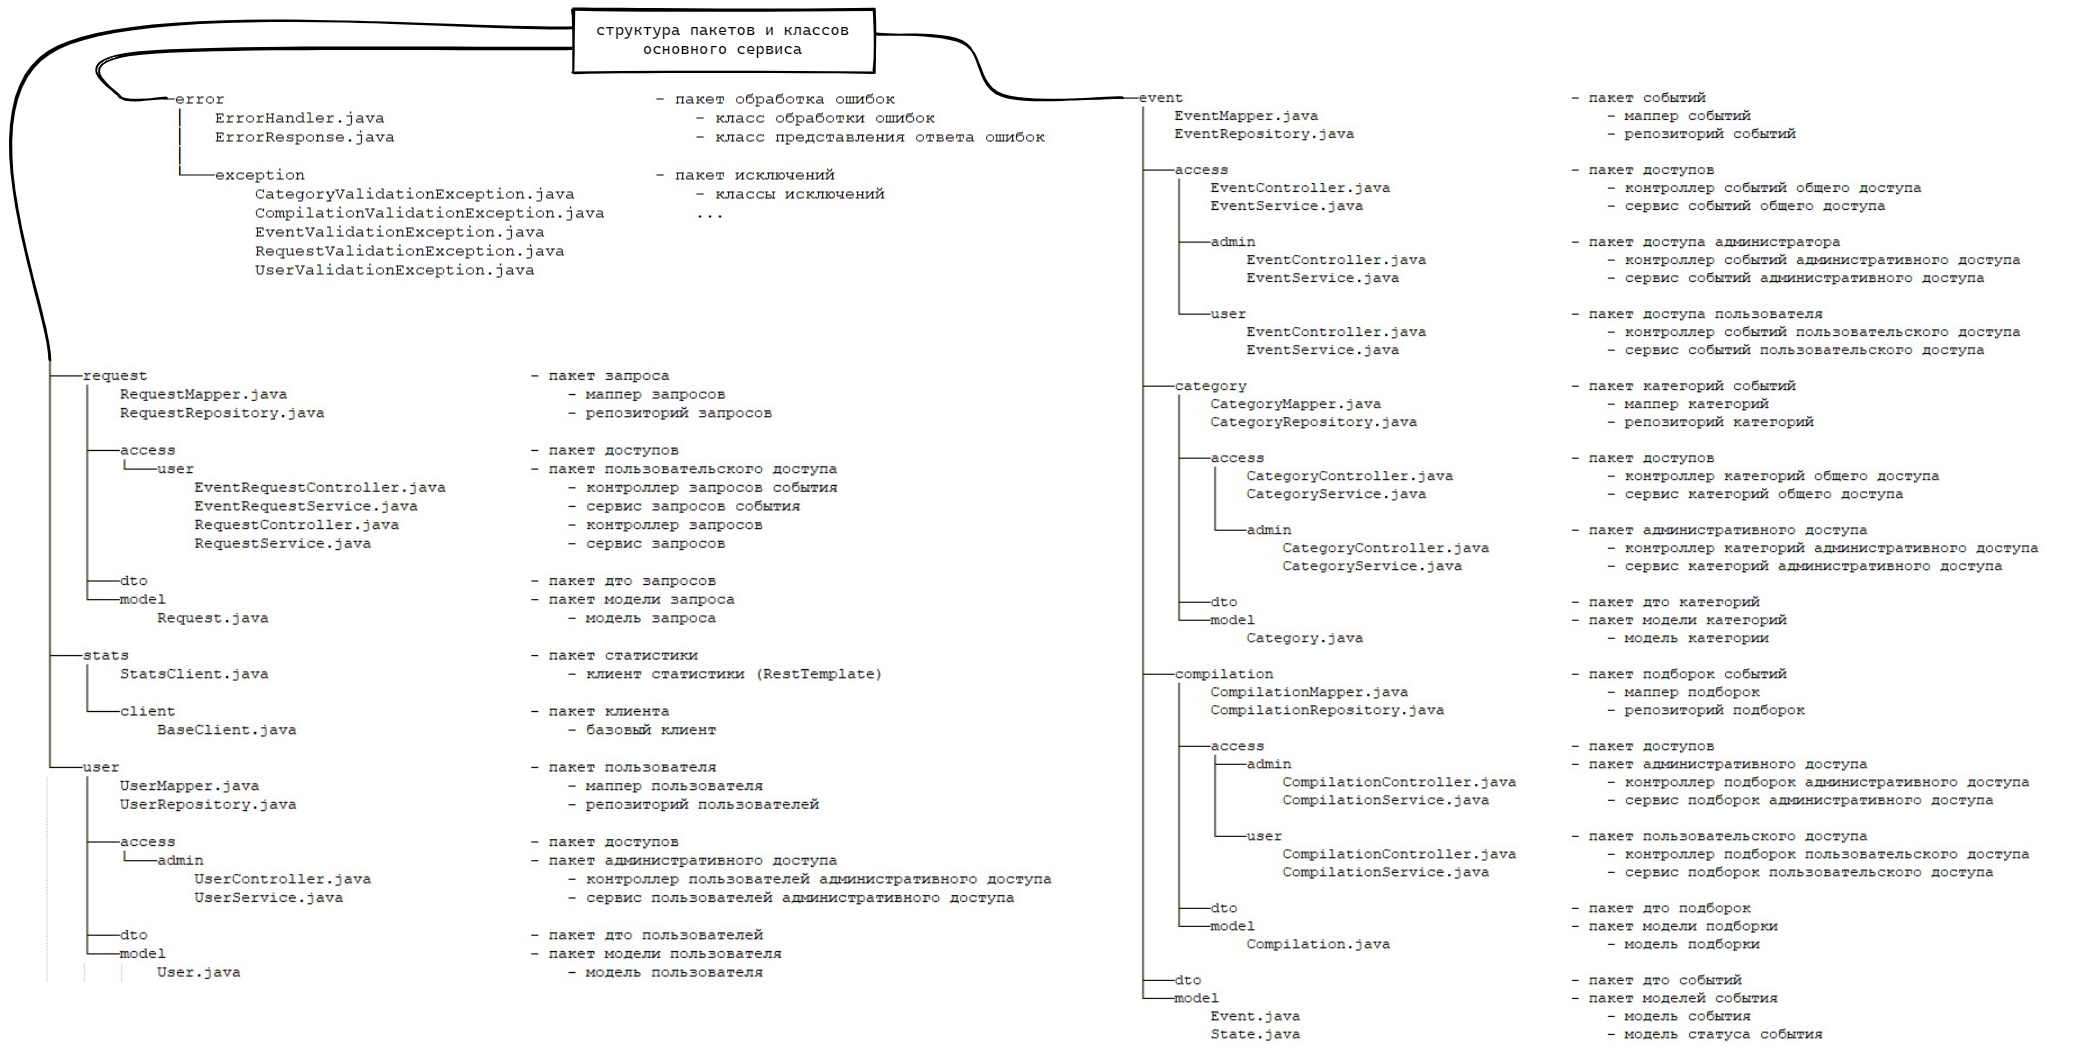 структура пакетов и классов
основного сервиса
error - пакет обработка ошибок
ErrorHandler.java - класс обработки ошибок
ErrorResponse.java - класс представления ответа ошибок
exception - пакет исключений
CategoryValidationException.java - классы исключений
CompilationValidationException.java ...
EventValidationException.java
RequestValidationException.java
UserValidationException.java
request - пакет запроса
RequestMapper.java - маппер запросов
RequestRepository.java - репозиторий запросов
access - пакет доступов
user - пакет пользовательского доступа
EventRequestController.java - контроллер запросов события
EventRequestService.java - сервис запросов события
RequestController.java - контроллер запросов
RequestService.java - сервис запросов
dto - пакет дто запросов
model - пакет модели запроса
Request.java - модель запроса
stats - пакет статистики
StatsClient.java - клиент статистики (RestTemplate)
client - пакет клиента
BaseClient.java - базовый клиент
user - пакет пользователя
UserMapper.java - маппер пользователя
UserRepository.java - репозиторий пользователей
access - пакет доступов
admin - пакет административного доступа
UserController.java - контроллер пользователей административного доступа
UserService.java - сервис пользователей административного доступа
dto - пакет дто пользователей
model - пакет модели пользователя
User.java - модель пользователя
event - пакет событий
EventMapper.java - маппер событий
EventRepository.java - репозиторий событий
access - пакет доступов
EventController.java - контроллер событий общего доступа
EventService.java - сервис событий общего доступа
admin - пакет доступа администратора
EventController.java - контроллер событий административного доступа
EventService.java - сервис событий административного доступа
user - пакет доступа пользователя
EventController.java - контроллер событий пользовательского доступа
EventService.java - сервис событий пользовательского доступа
category - пакет категорий событий
CategoryMapper.java - маппер категорий
CategoryRepository.java - репозиторий категорий
access - пакет доступов
CategoryController.java - контроллер категорий общего доступа
CategoryService.java - сервис категорий общего доступа
admin - пакет административного доступа
CategoryController.java - контроллер категорий административного доступа
CategoryService.java - сервис категорий административного доступа
dto - пакет дто категорий
model - пакет модели категорий
Category.java - модель категории
compilation - пакет подборок событий
CompilationMapper.java - маппер подборок
CompilationRepository.java - репозиторий подборок
access - пакет доступов
admin - пакет административного доступа
CompilationController.java - контроллер подборок административного доступа
CompilationService.java - сервис подборок административного доступа
user - пакет пользовательского доступа
CompilationController.java - контроллер подборок пользовательского доступа
CompilationService.java - сервис подборок пользовательского доступа
dto - пакет дто подборок
model - пакет модели подборки
Compilation.java - модель подборки
dto - пакет дто событий
model - пакет моделей события
Event.java - модель события
State.java - модель статуса события